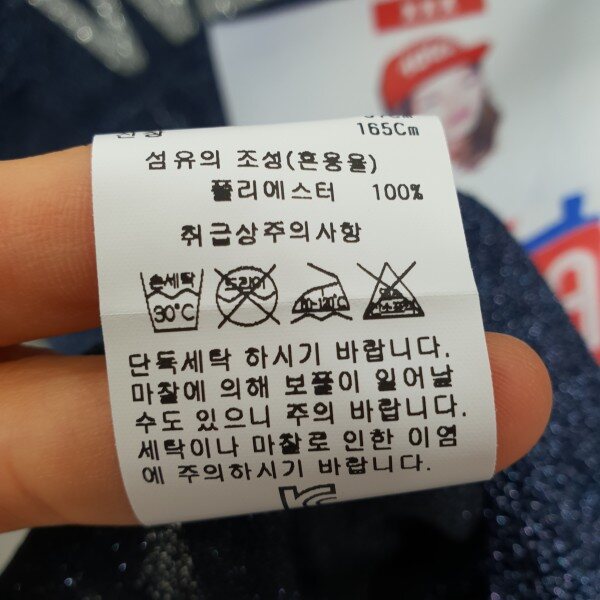 165Cm
섬유의 조성(혼용율)
폴리에스터 100%
취급상주의사항
손세탁
30°C
드라이
단독세탁 하시기 바랍니다.
마찰에 의해 보풀이 일어날
수도 있으니 주의 바랍니다.
세탁이나 마찰로 인한 이염
에 주의하시기 바랍니다.